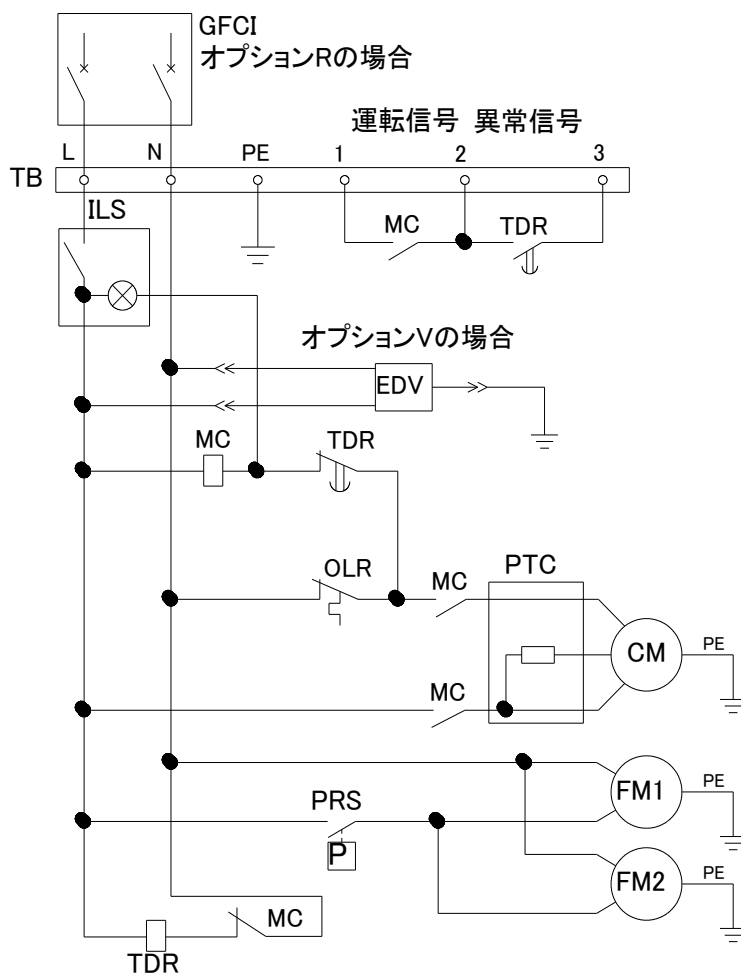 GFCI
オプションRの場合
運転信号 異常信号
L N PE 1 2 3
TB
ILS
MC TDR
オプションVの場合
EDV
MC TDR
OLR MC PTC
CM PE
MC
PRS FM1 PE
P
FM2 PE
MC
TDR